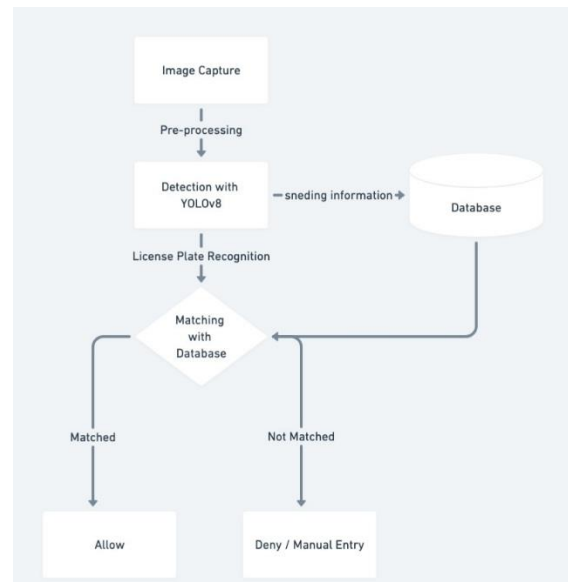 Image Capture
Pre-processing
Detection with
YOLOv8
sneding information
Database
License Plate Recognition
Matching
with
Database
Matched
Not Matched
Allow
Deny / Manual Entry